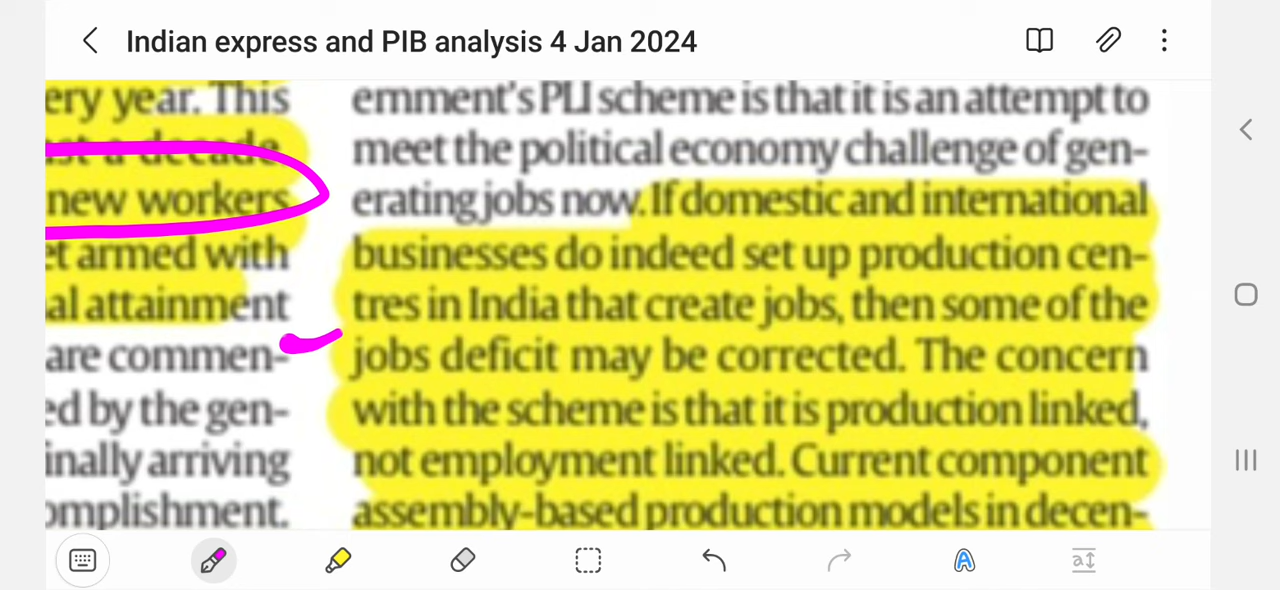 Indian express and PIB analysis 4 Jan 2024
ery year. This
decade
new workers
armed with
al attainment
are commen-
ed by the gen-
inally arriving
omplishment.
ernment's PLI scheme is that it is an attempt to
meet the political economy challenge of gen-
erating jobs now. If domestic and international
businesses do indeed set up production cen-
tres in India that create jobs, then some of the
jobs deficit may be corrected. The concern
with the scheme is that it is production linked,
not employment linked. Current component
assembly-based production models in decen-
A
a